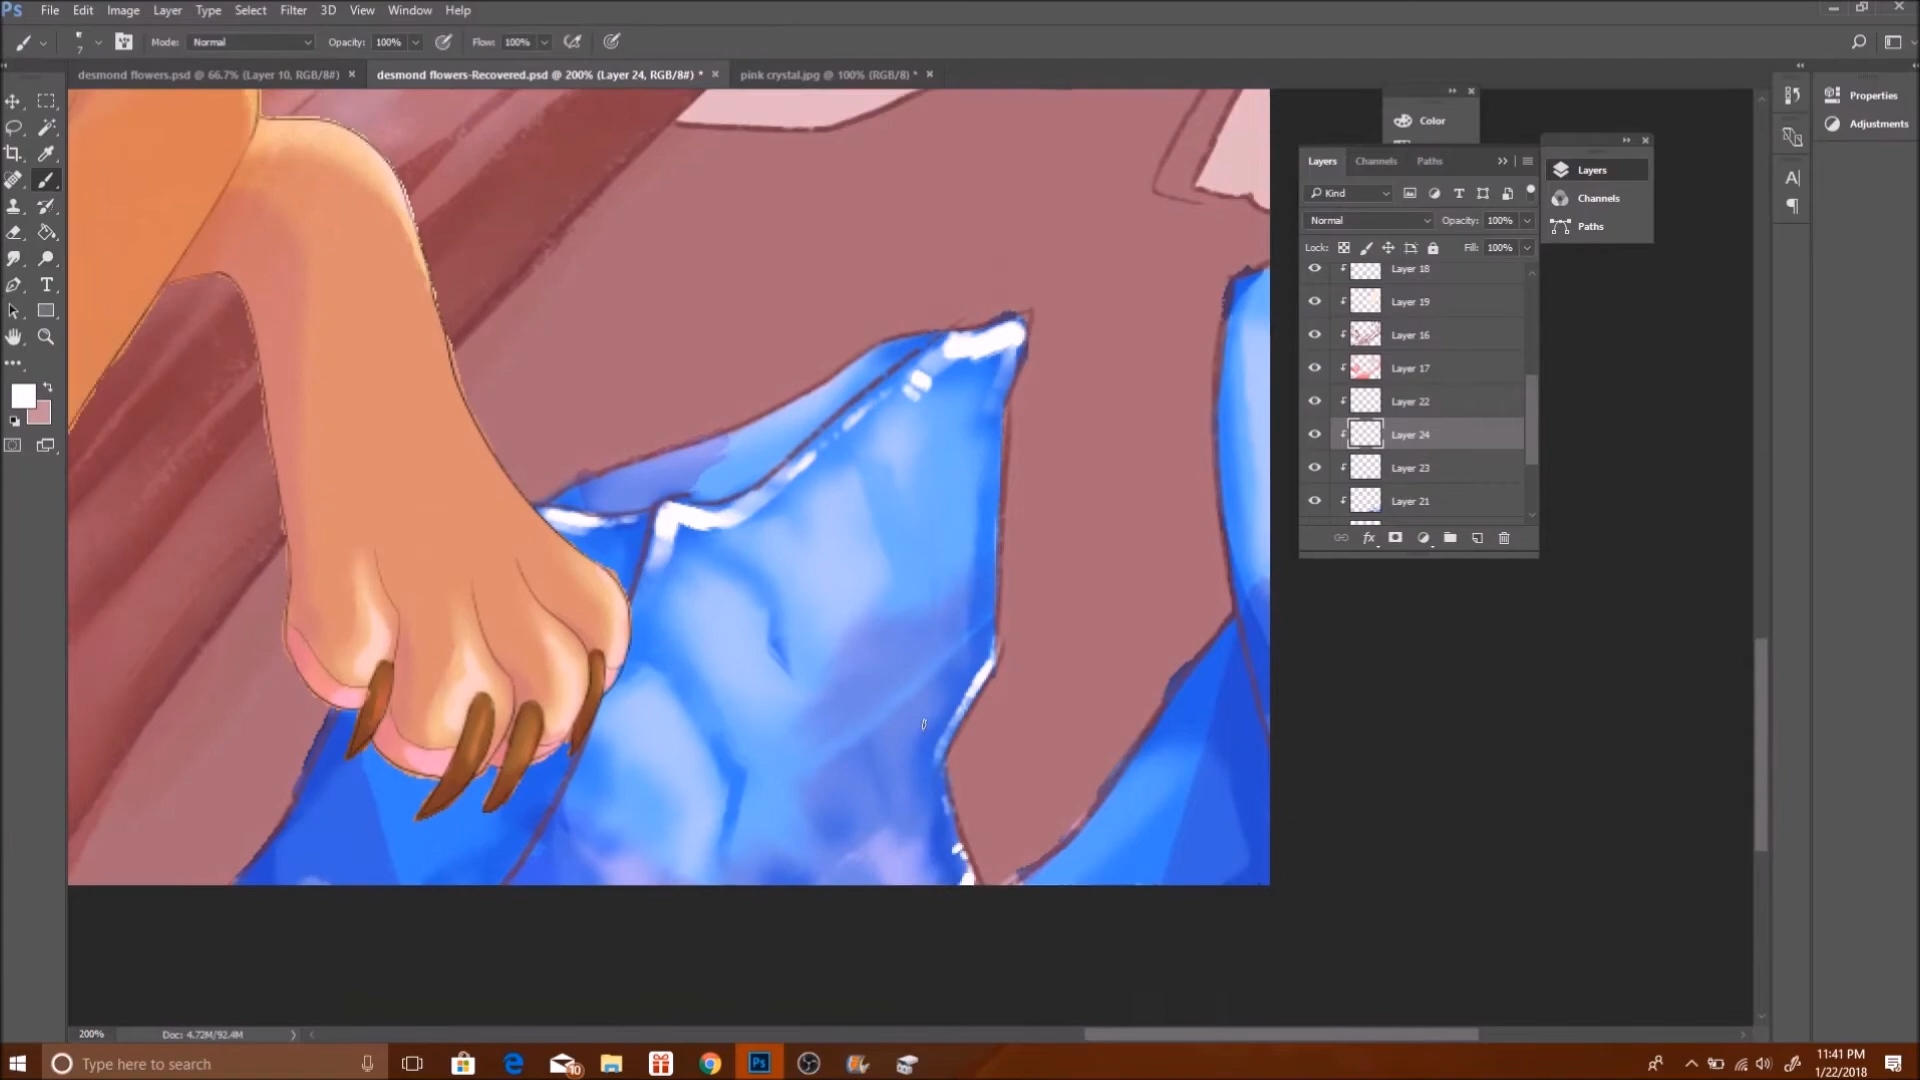 Ps File Edit Image Layer Type Select Filter 3D View Window Help
7 Mode: Normal Opacity: 100% Flow: 100%
desmond flowers.psd @ 66.7% (Layer 10, RGB/8#) × desmond flowers-Recovered.psd @ 200% (Layer 24, RGB/8#) * × pink crystal.jpg @ 100% (RGB/8) * ×
Properties
Adjustments
Color
Layers Channels Paths
Layers
Channels
Paths
Kind
Normal Opacity: 100%
Lock: Fill: 100%
Layer 18
Layer 19
Layer 16
Layer 17
Layer 22
Layer 24
Layer 23
Layer 21
fx
200% Doc: 4.72M/92.4M
Type here to search
10
Ps
11:41 PM
1/22/2018